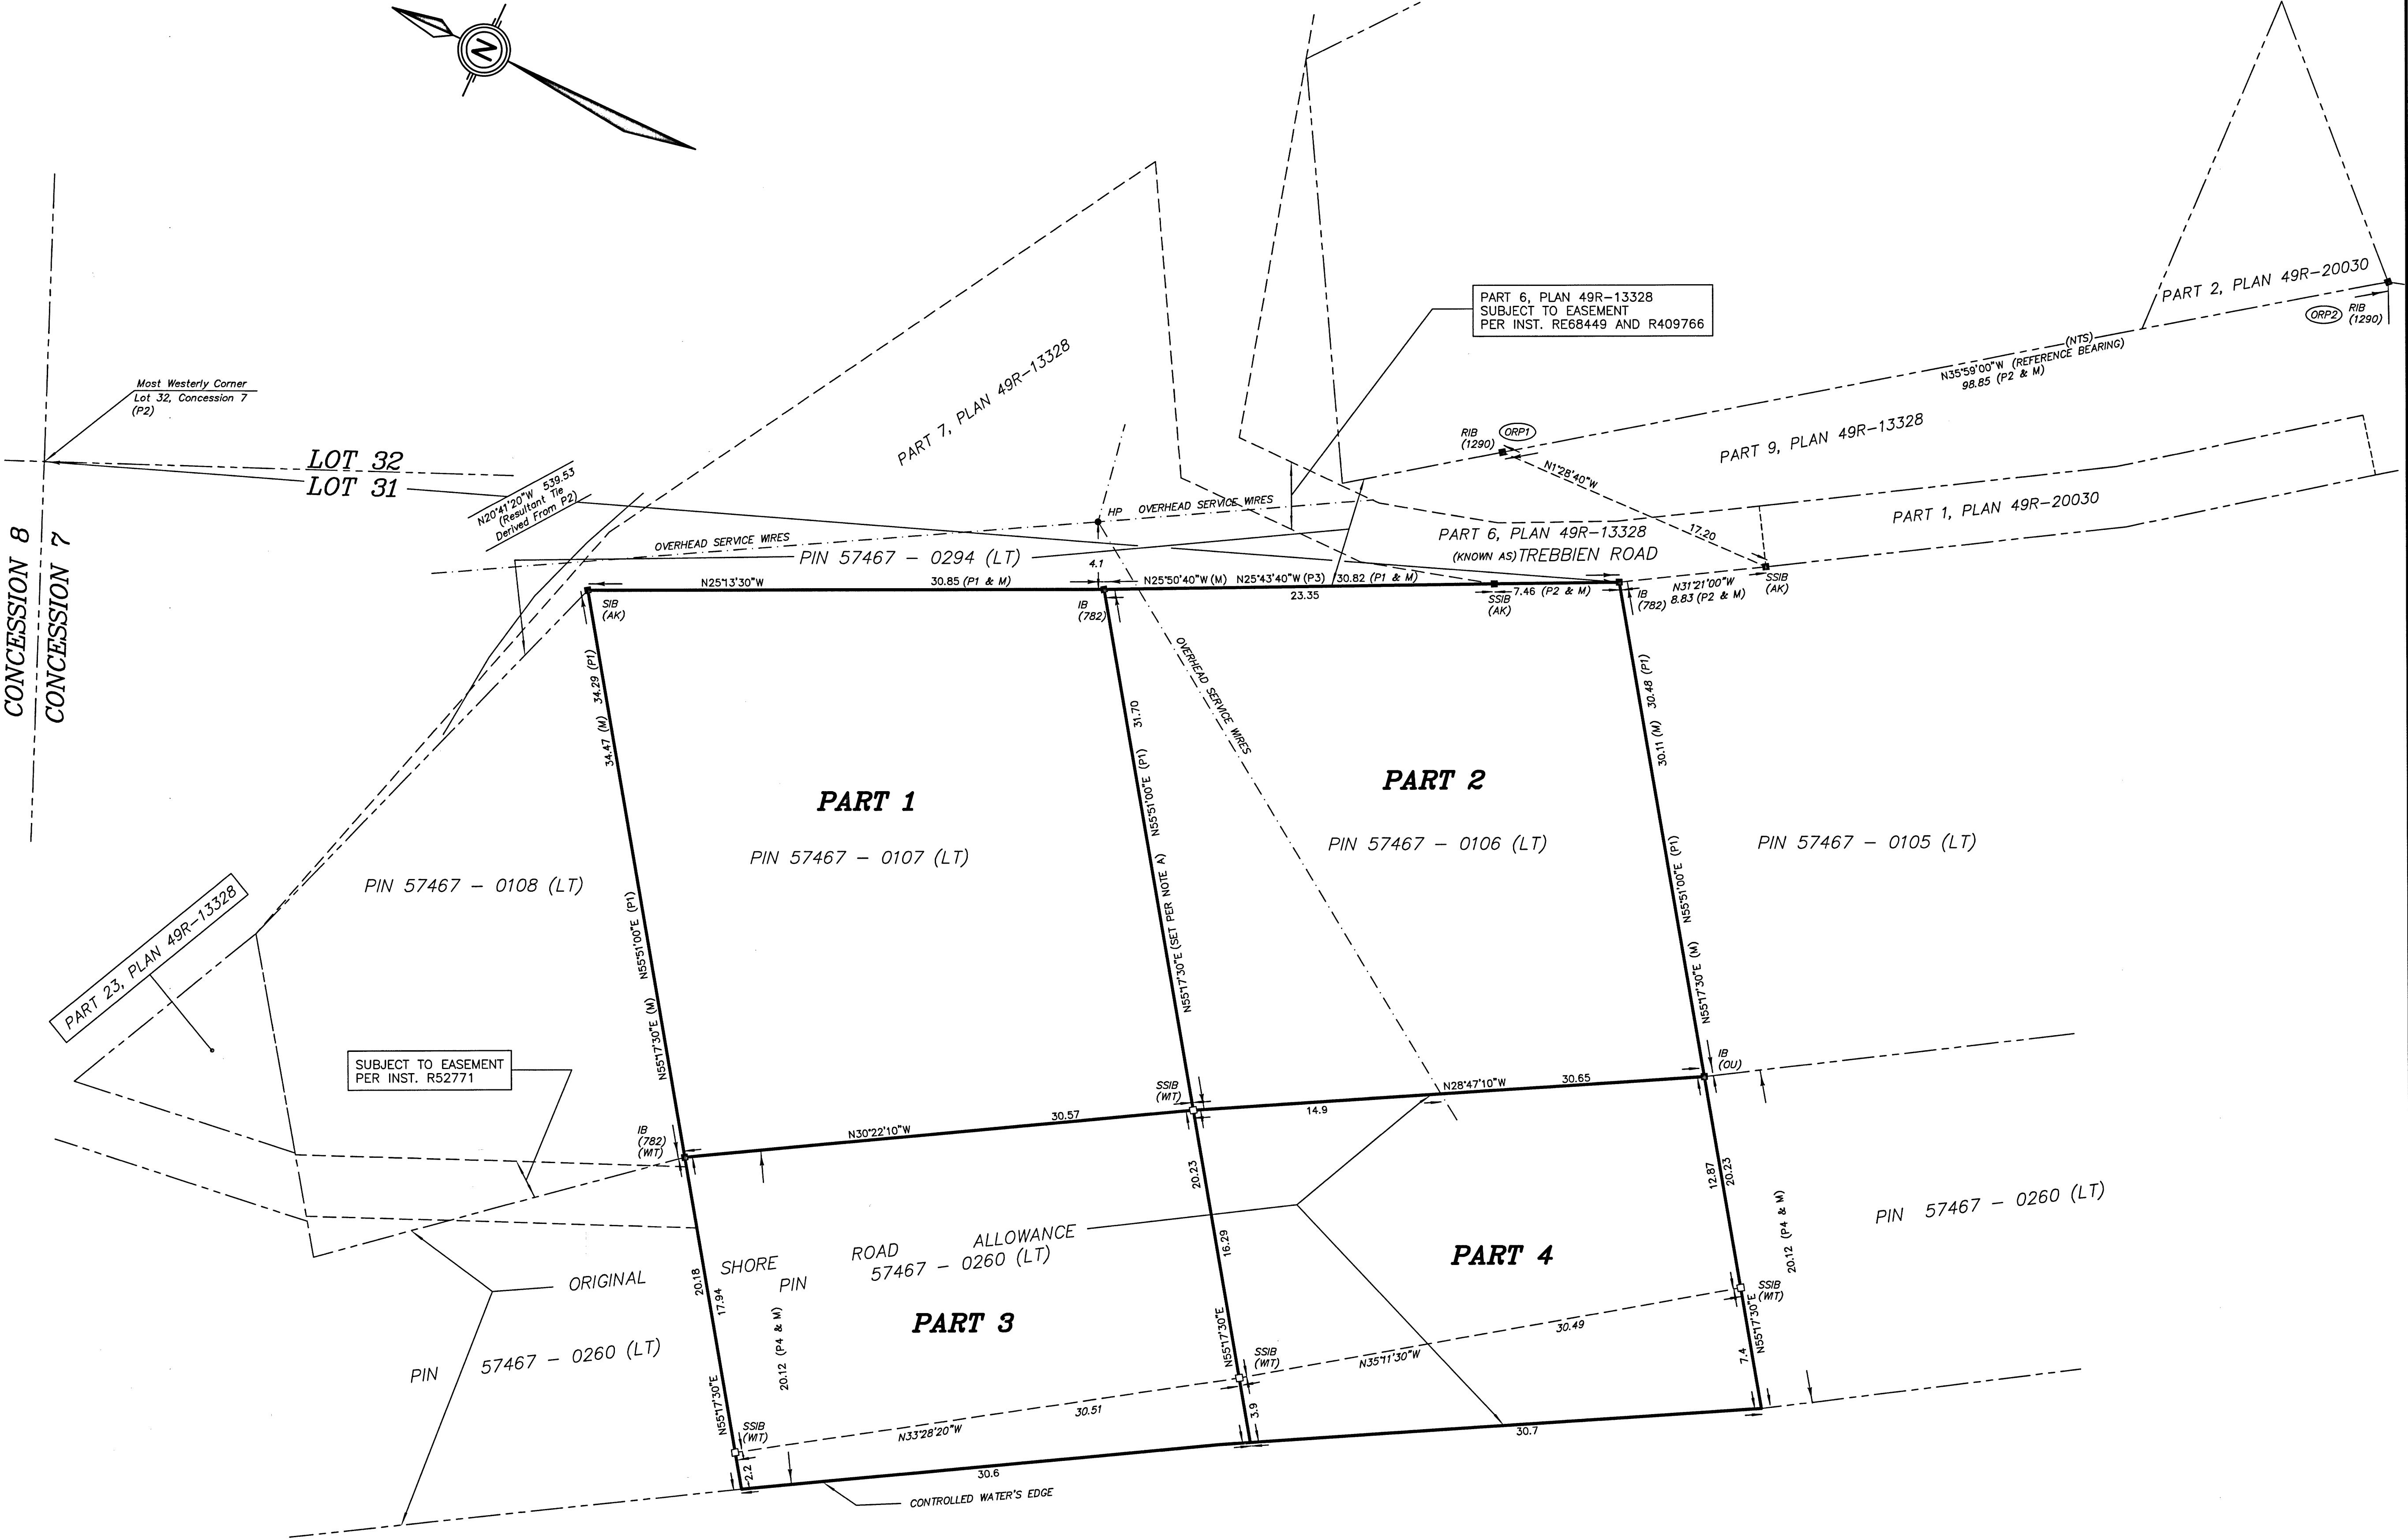 N
PART 6, PLAN 49R-13328
SUBJECT TO EASEMENT
PER INST. RE68449 AND R409766
PART 2, PLAN 49R-20030
ORP2
RIB
(1290)
(NTS)
N35°59'00"W (REFERENCE BEARING)
98.85 (P2 & M)
Most Westerly Corner
Lot 32, Concession 7
(P2)
LOT 32
LOT 31
N20°41'20"W 539.53
(Resultant Tie
Derived From P2)
PART 7, PLAN 49R-13328
RIB
(1290)
ORP1
PART 9, PLAN 49R-13328
N1°28'40"W
17.20
HP
OVERHEAD SERVICE WIRES
OVERHEAD SERVICE WIRES
PART 1, PLAN 49R-20030
PART 6, PLAN 49R-13328
(KNOWN AS) TREBBIEN ROAD
PIN 57467 - 0294 (LT)
CONCESSION 8
CONCESSION 7
4.1
N25°13'30"W
30.85 (P1 & M)
N25°50'40"W (M) N25°43'40"W (P3) 30.82 (P1 & M)
23.35
7.46 (P2 & M)
N31°21'00"W
8.83 (P2 & M)
SSIB
(AK)
SIB
(AK)
IB
(782)
SSIB
(AK)
IB
(782)
34.47 (M) 34.29 (P1)
31.70
30.11 (M) 30.48 (P1)
OVERHEAD SERVICE WIRES
PART 1
PIN 57467 - 0107 (LT)
PART 2
PIN 57467 - 0106 (LT)
PIN 57467 - 0105 (LT)
PIN 57467 - 0108 (LT)
N55°17'30"E (M) N55°51'00"E (P1)
N55°17'30"E (SET PER NOTE A) N55°51'00"E (P1)
N55°17'30"E (M) N55°51'00"E (P1)
PART 23, PLAN 49R-13328
SUBJECT TO EASEMENT
PER INST. R52771
IB
(782)
(WIT)
N30°22'10"W
30.57
SSIB
(WIT)
14.9
N28°47'10"W
30.65
IB
(OU)
20.23
12.87
20.23
20.12 (P4 & M)
PIN 57467 - 0260 (LT)
ORIGINAL SHORE ROAD ALLOWANCE
PIN 57467 - 0260 (LT)
16.29
PART 4
20.18
17.94
20.12 (P4 & M)
PART 3
PIN 57467 - 0260 (LT)
N55°17'30"E
SSIB
(WIT)
N33°28'20"W
30.51
N55°17'30"E
SSIB
(WIT)
N35°11'30"W
30.49
SSIB
(WIT)
N55°17'30"E
7.4
3.9
2.2
30.6
30.7
CONTROLLED WATER'S EDGE